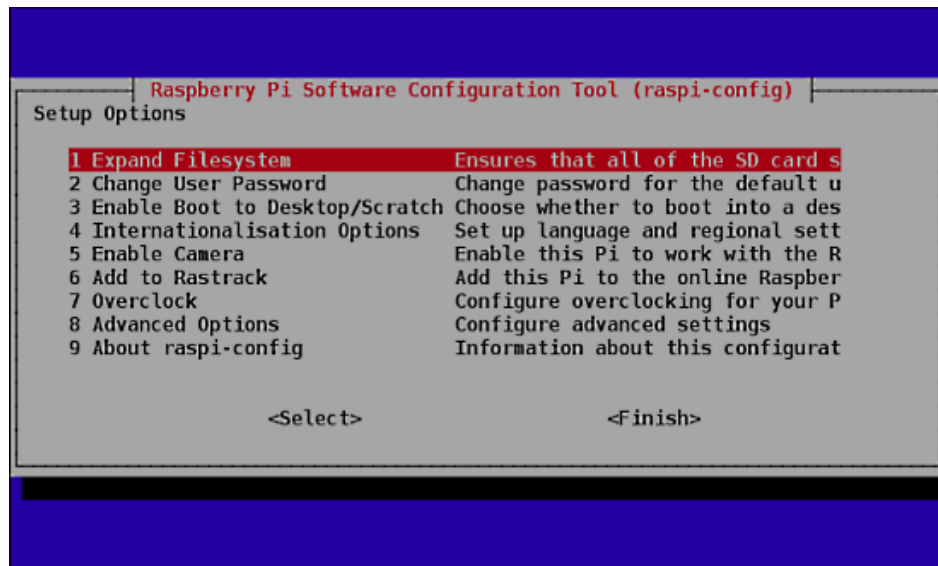 Raspberry Pi Software Configuration Tool (raspi-config)
Setup Options
1 Expand Filesystem Ensures that all of the SD card s
2 Change User Password Change password for the default u
3 Enable Boot to Desktop/Scratch Choose whether to boot into a des
4 Internationalisation Options Set up language and regional sett
5 Enable Camera Enable this Pi to work with the R
6 Add to Rastrack Add this Pi to the online Raspber
7 Overclock Configure overclocking for your P
8 Advanced Options Configure advanced settings
9 About raspi-config Information about this configurat
<Select> <Finish>